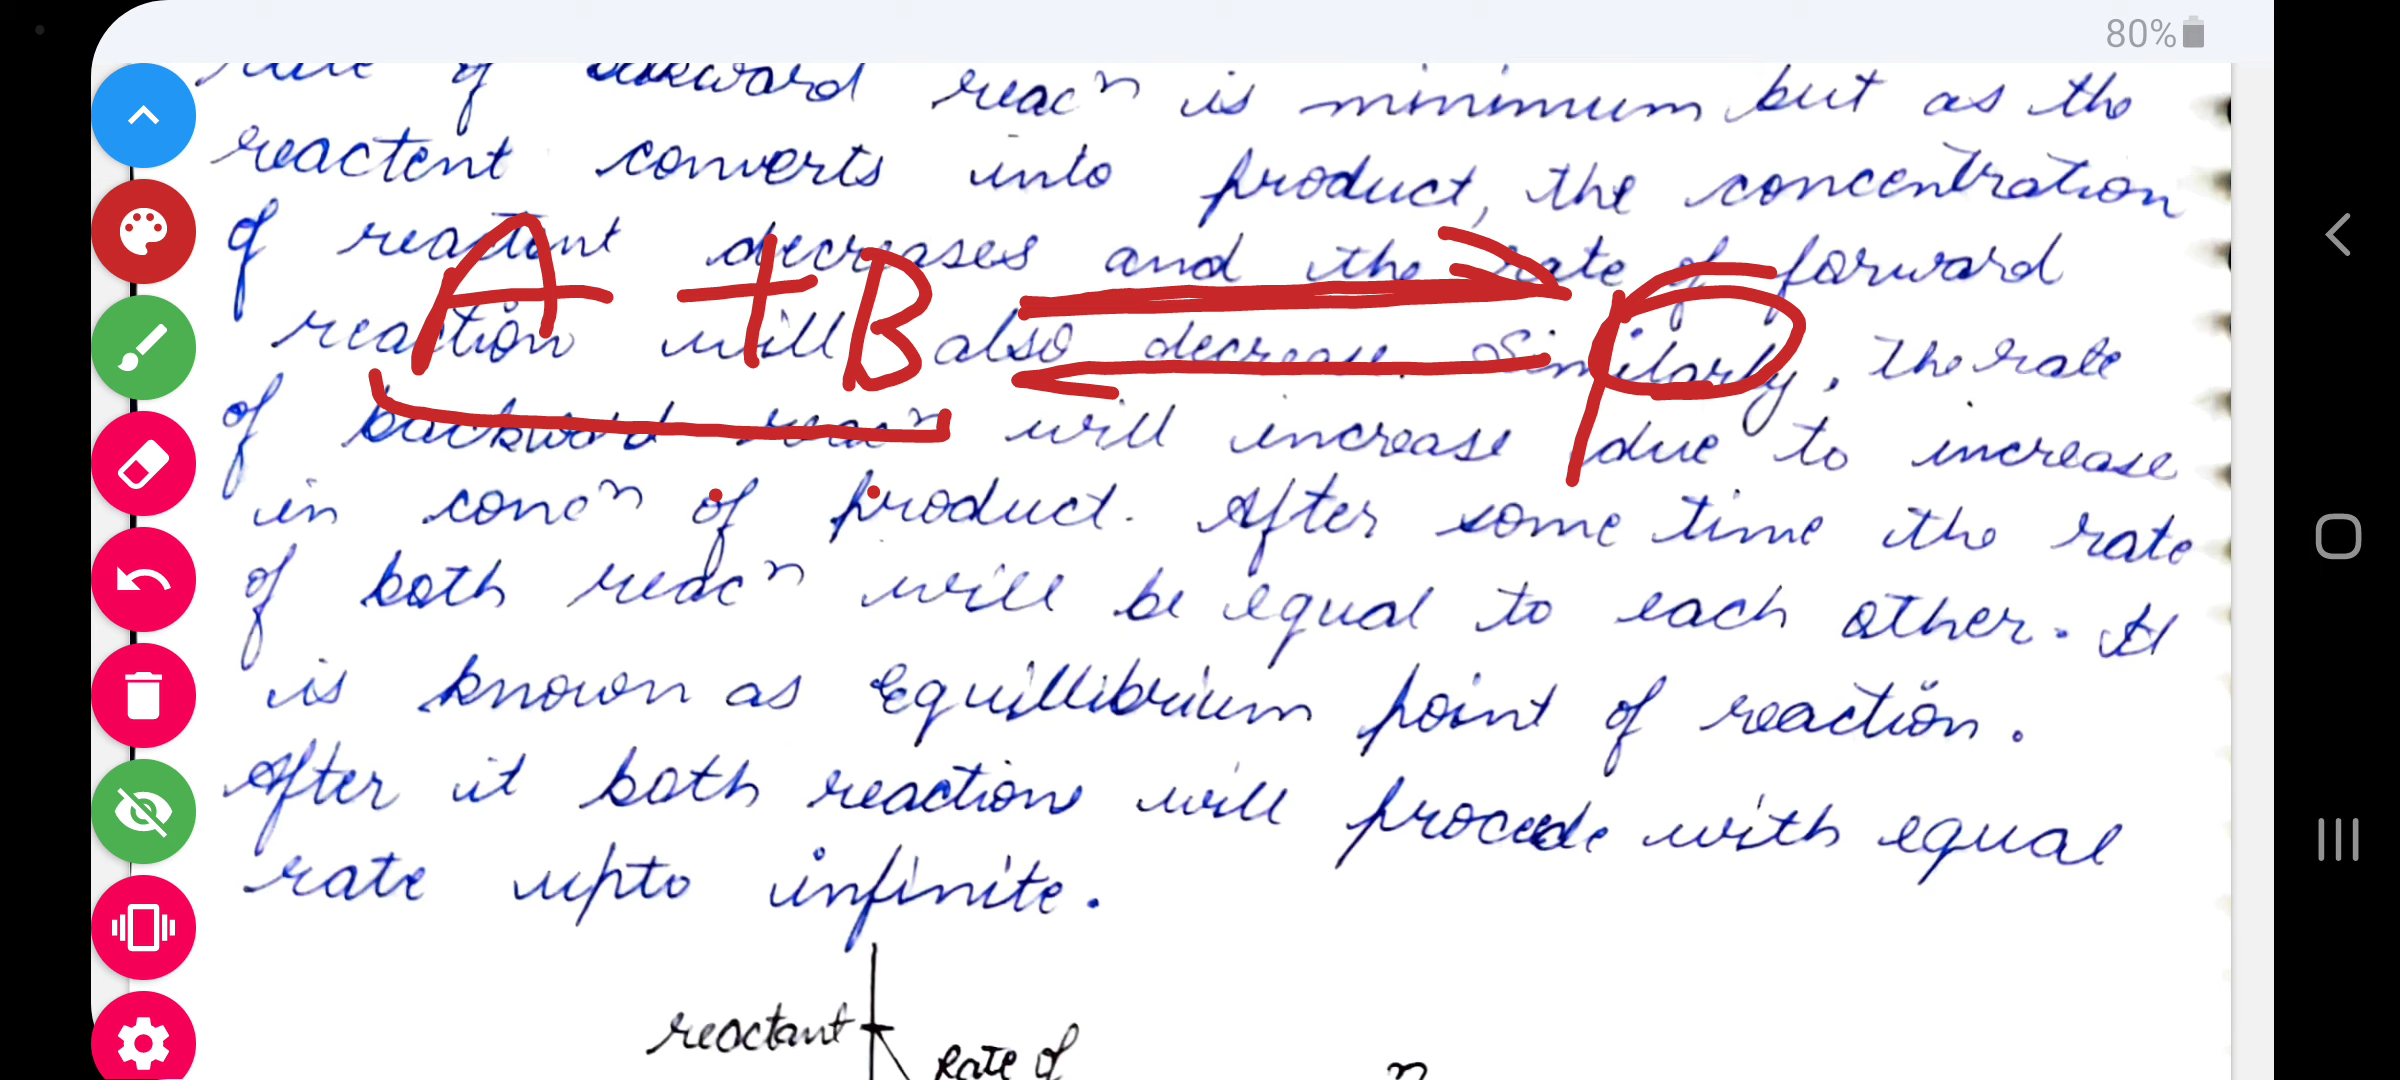 80%
rate of backward reacⁿ is minimum but as the
reactent converts into product, the concentration
of reactent decreases and the rate of forward
reaction will also decrease. Similarly, The rate
of backward reacⁿ will increase due to increase
in concⁿ of product. After some time the rate
of both reacⁿ will be equal to each other. It
is known as Equillibrium point of reaction.
After it both reaction will procede with equal
rate upto infinite.
A + B ⇌ P
reactant
Rate of
n